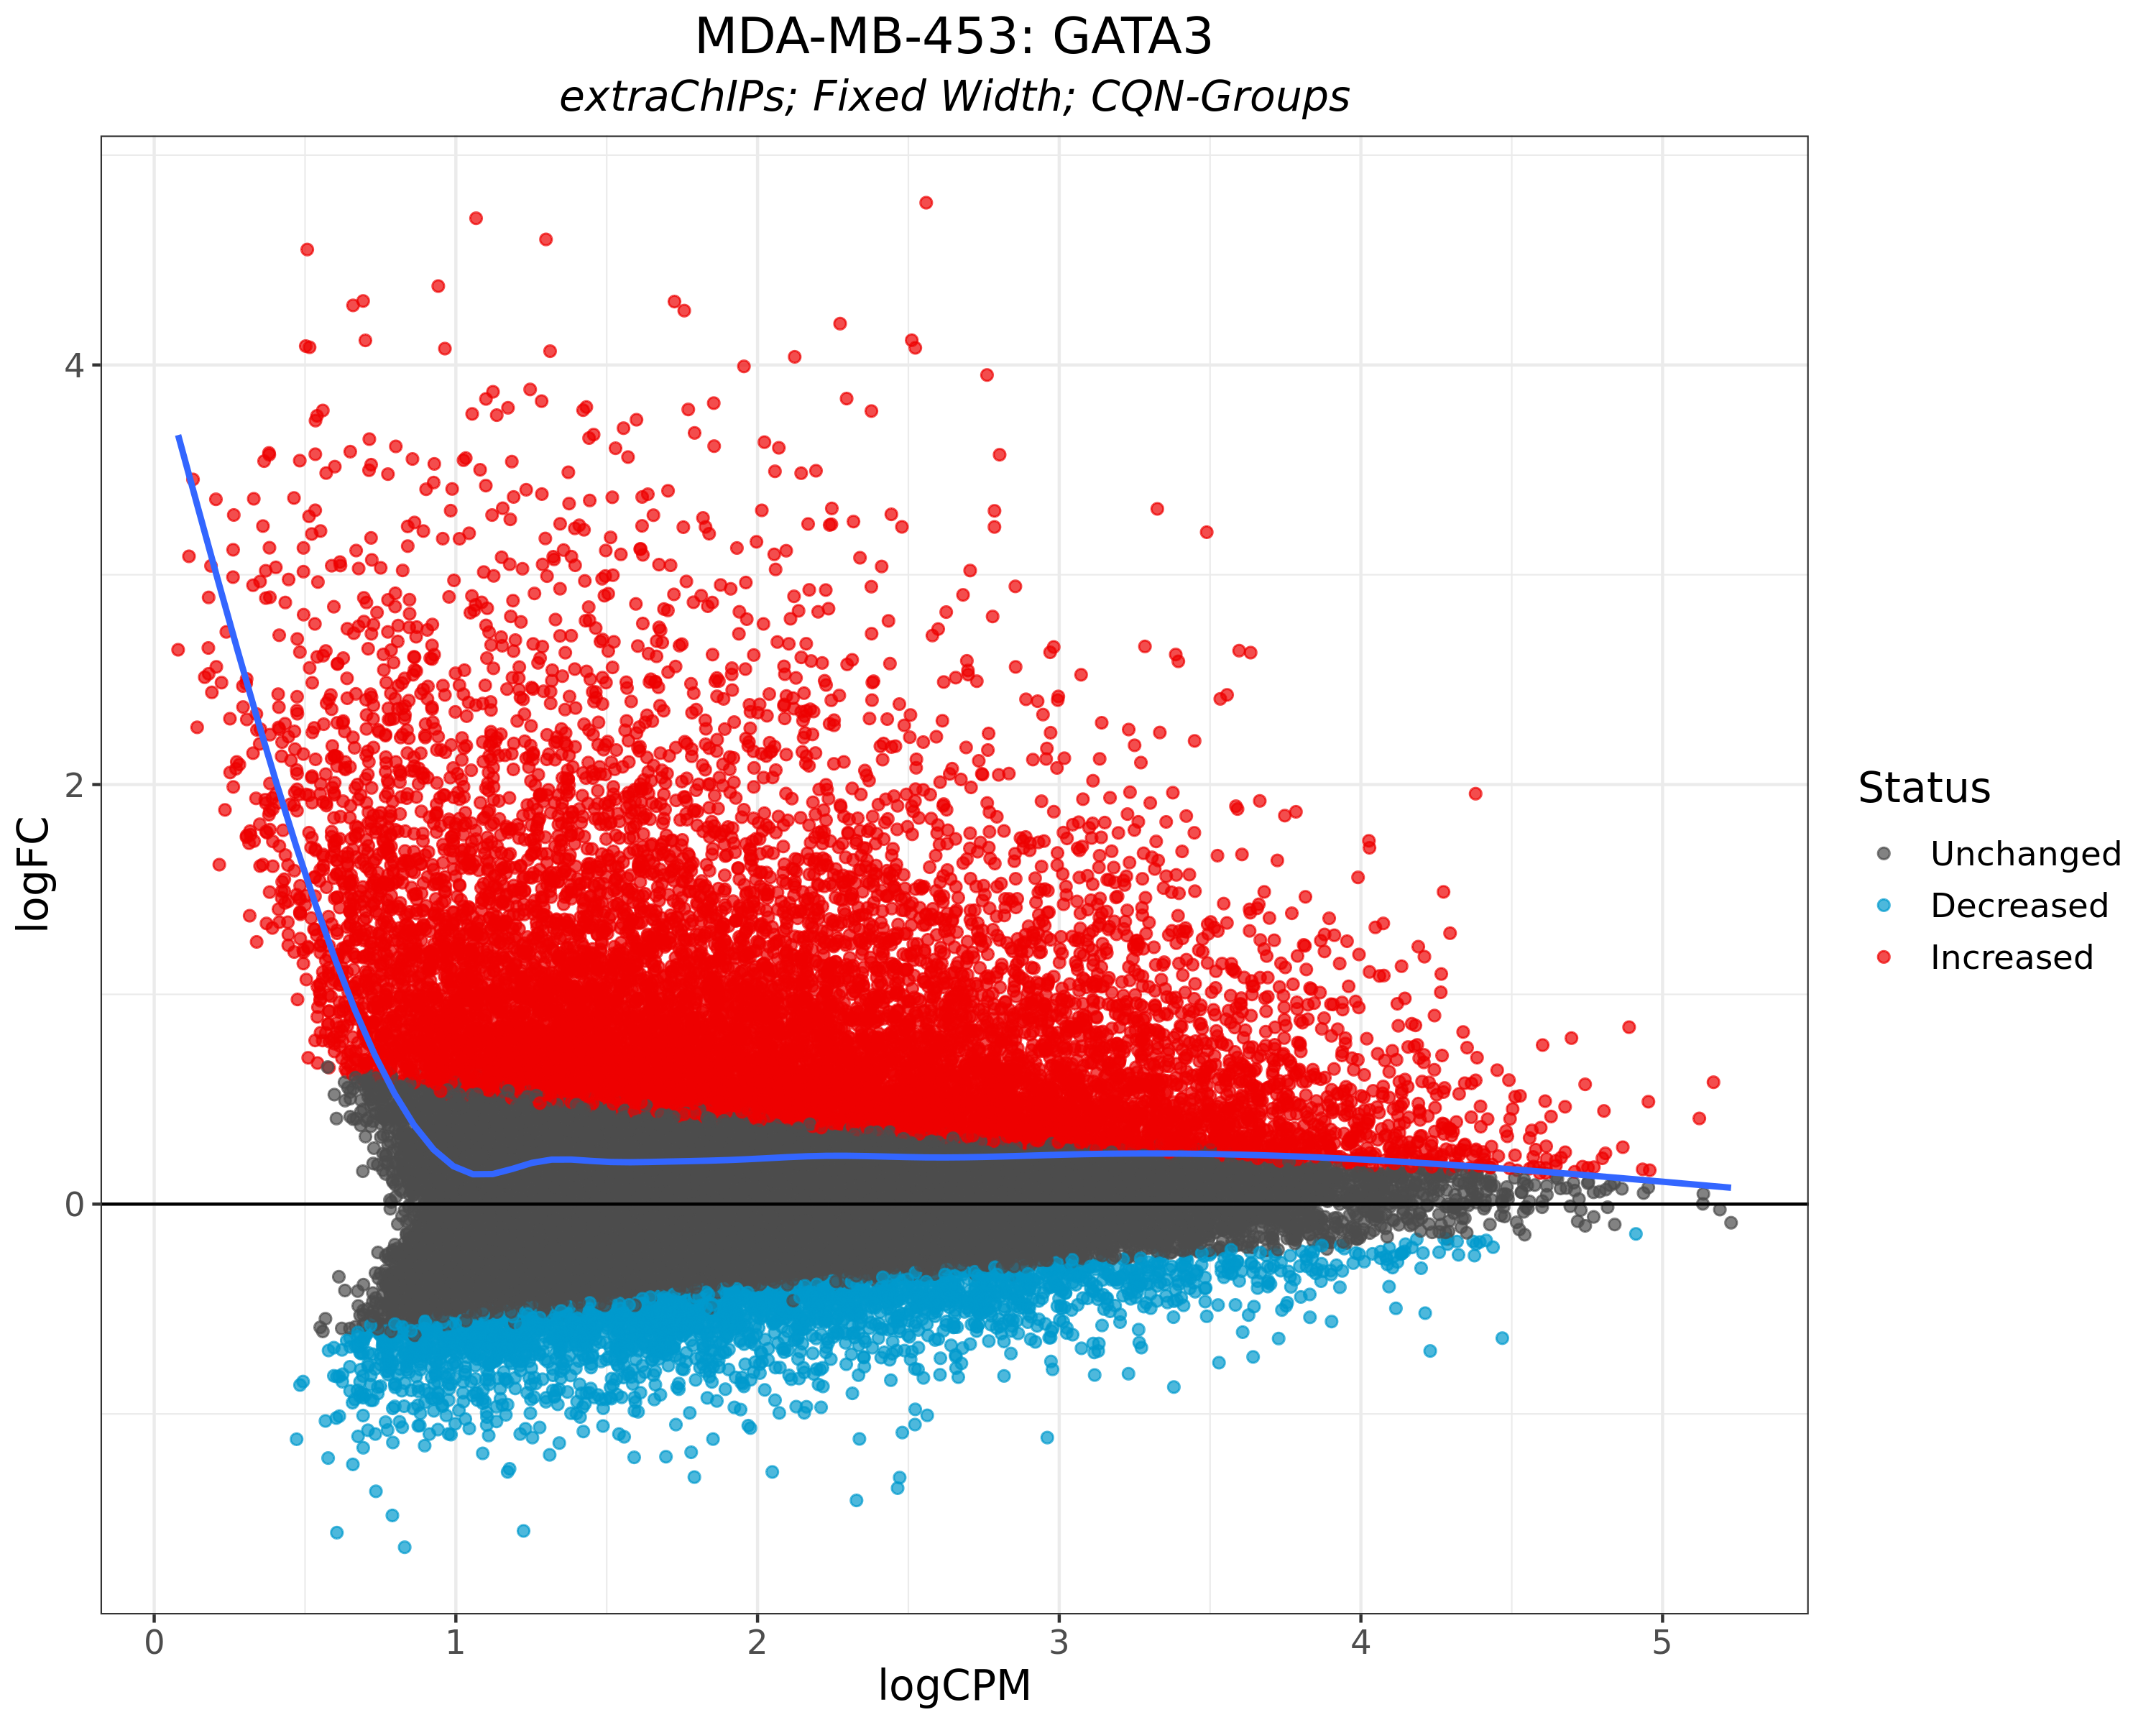 MDA-MB-453: GATA3
extraChIPs; Fixed Width; CQN-Groups
logFC
4
2
0
0 1 2 3 4 5
logCPM
Status
Unchanged
Decreased
Increased